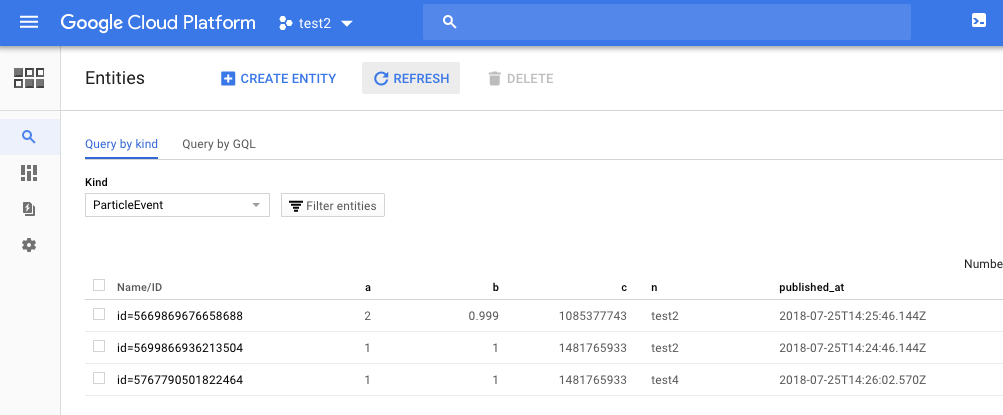 Google Cloud Platform test2
Entities CREATE ENTITY REFRESH DELETE
Query by kind Query by GQL
Kind
ParticleEvent Filter entities
Numbe
Name/ID a b c n published_at
id=5669869676658688 2 0.999 1085377743 test2 2018-07-25T14:25:46.144Z
id=5699866936213504 1 1 1481765933 test2 2018-07-25T14:24:46.144Z
id=5767790501822464 1 1 1481765933 test4 2018-07-25T14:26:02.570Z